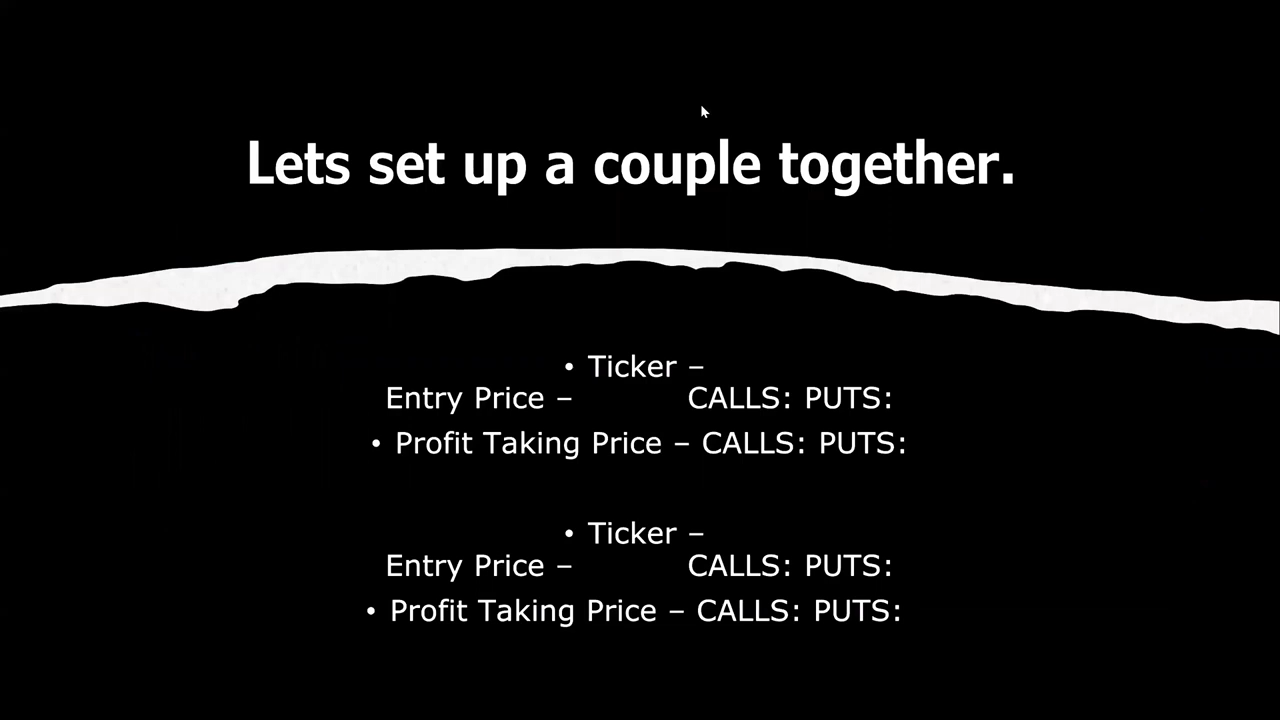 Lets set up a couple together.
• Ticker –
Entry Price – CALLS: PUTS:
• Profit Taking Price – CALLS: PUTS:
• Ticker –
Entry Price – CALLS: PUTS:
• Profit Taking Price – CALLS: PUTS: